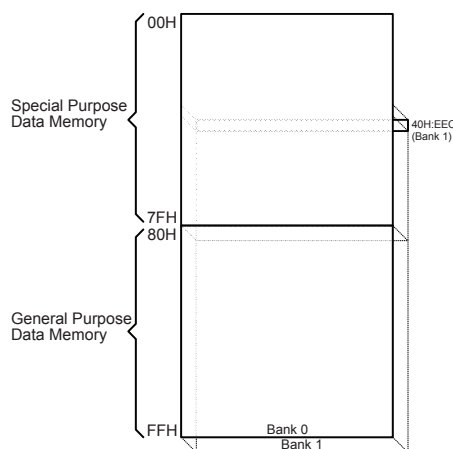 00H
Special Purpose
Data Memory
40H:EEC
(Bank 1)
7FH
80H
General Purpose
Data Memory
FFH
Bank 0
Bank 1